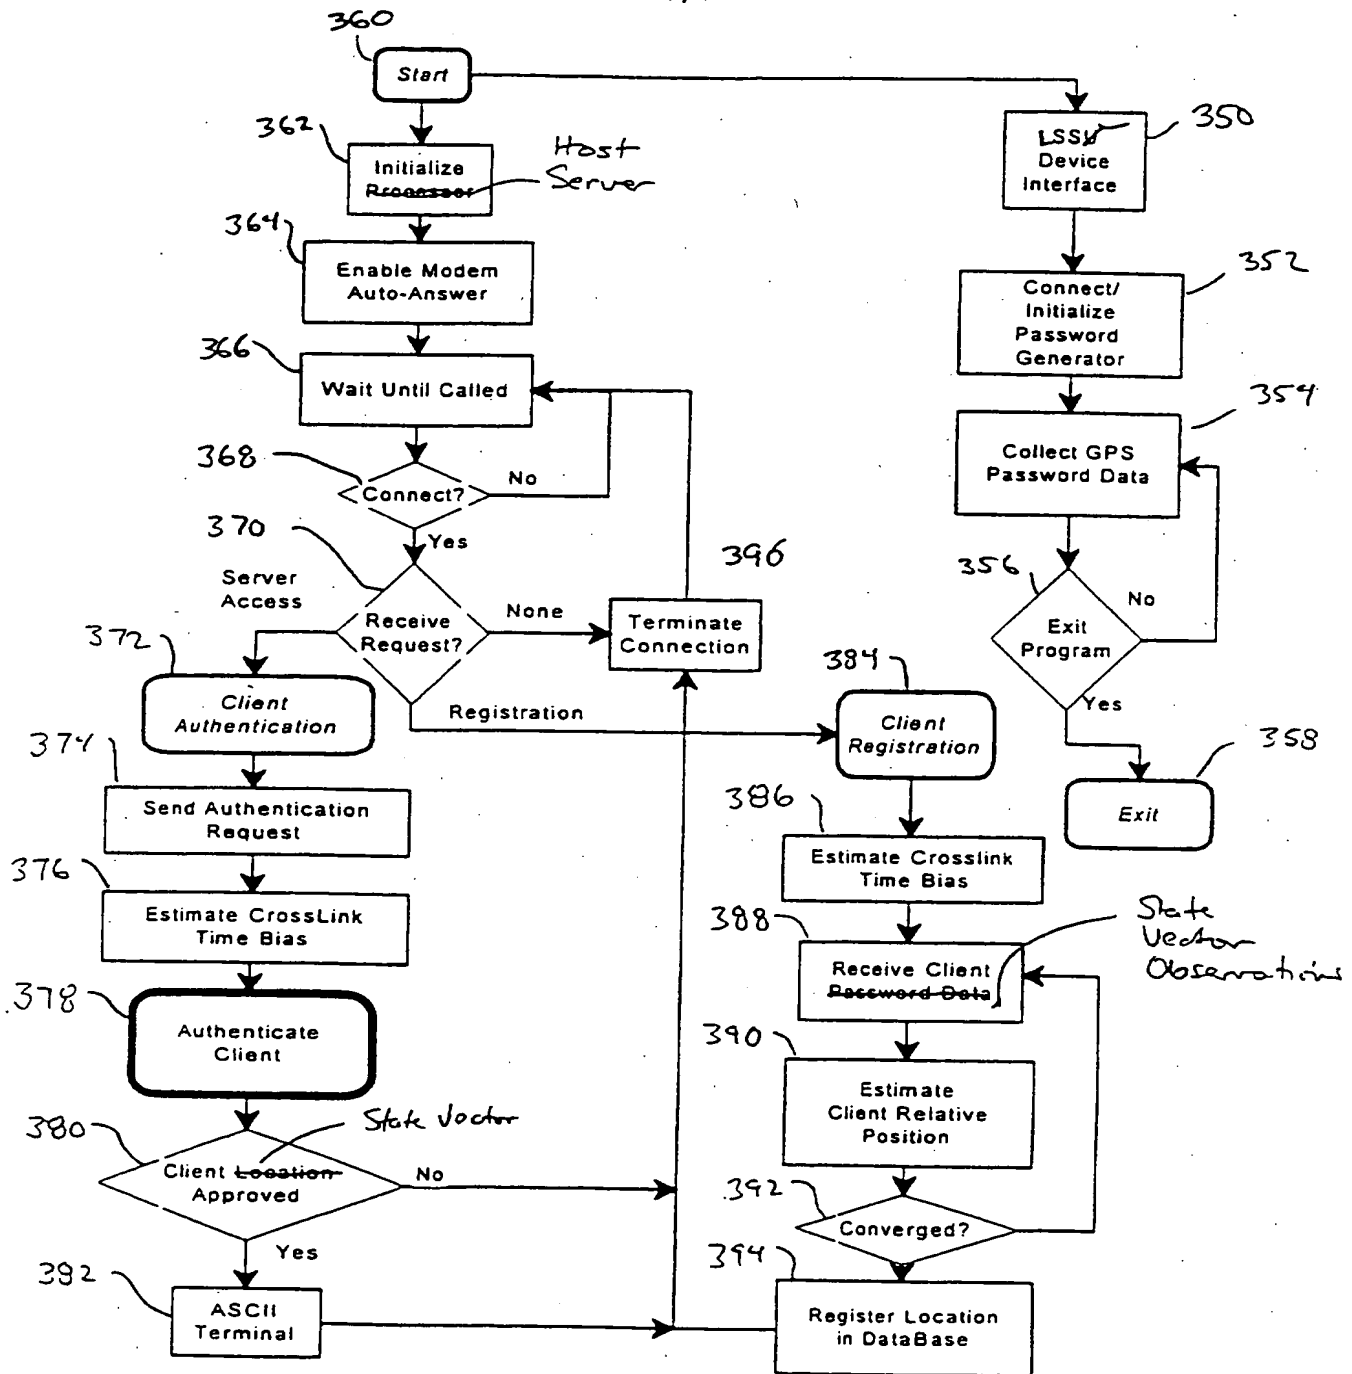 360
Start
362
Initialize
Processor
Host
Server
350
Device
Interface
364
Enable Modem
Auto-Answer
352
Connect/
Initialize
Password
Generator
366
Wait Until Called
354
Collect GPS
Password Data
368
Connect?
No
370
Yes
Server
Access
Receive
Request?
None
396
Terminate
Connection
356
Exit
Program
No
Yes
372
Client
Authentication
Registration
384
Client
Registration
358
Exit
374
Send Authentication
Request
386
Estimate Crosslink
Time Bias
376
Estimate CrossLink
Time Bias
388
Receive Client
Password Data
State
Vector
Observations
378
Authenticate
Client
390
Estimate
Client Relative
Position
380
State Vector
Client Location
Approved
No
Yes
392
Converged?
382
ASCII
Terminal
394
Register Location
in DataBase